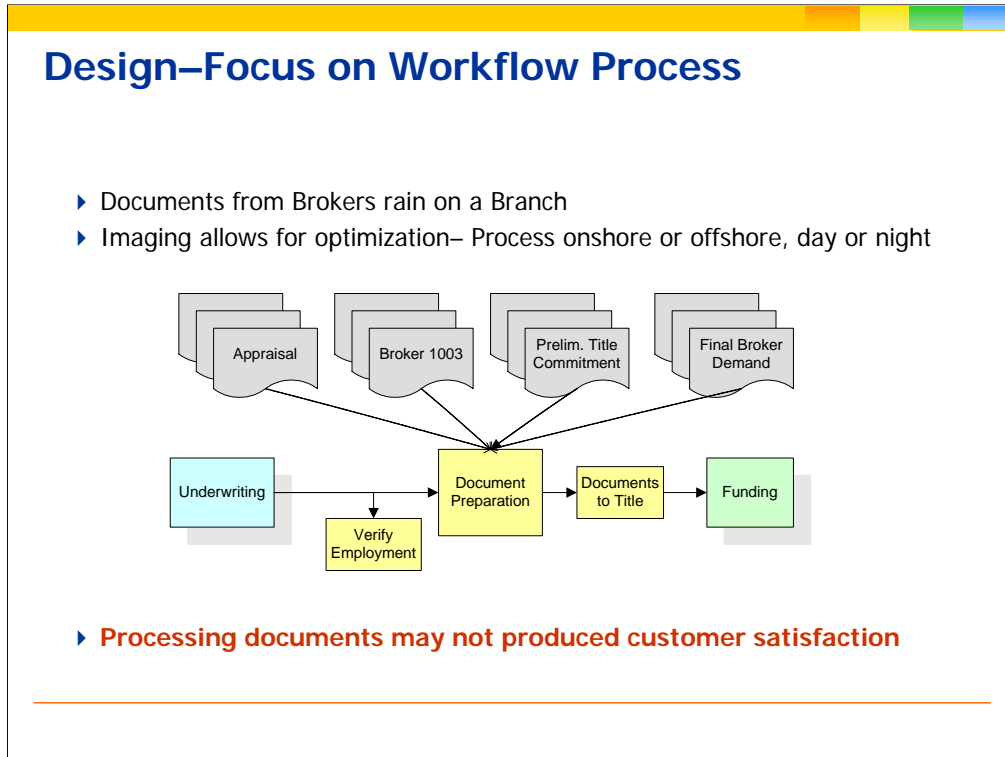 Design–Focus on Workflow Process
Documents from Brokers rain on a Branch
Imaging allows for optimization– Process onshore or offshore, day or night
Appraisal
Broker 1003
Prelim. Title
Commitment
Final Broker
Demand
Underwriting
Document
Preparation
Documents
to Title
Funding
Verify
Employment
Processing documents may not produced customer satisfaction